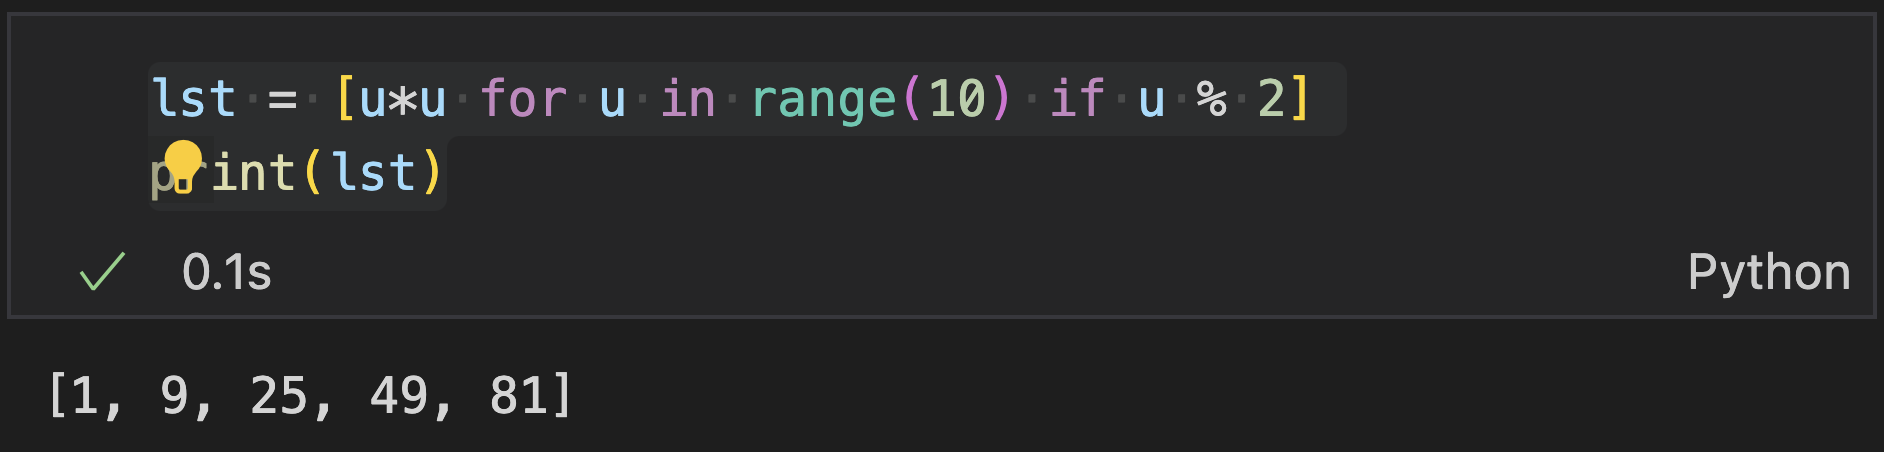 lst = [u*u for u in range(10) if u % 2]
print(lst)
0.1s
Python
[1, 9, 25, 49, 81]